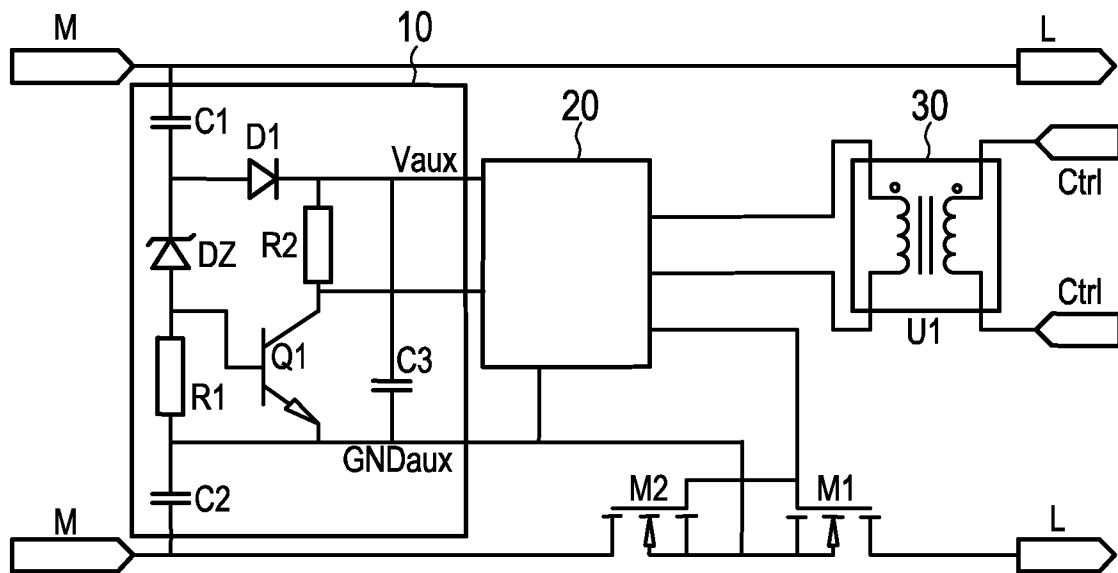 M
10
L
C1
D1
Vaux
20
30
Ctrl
DZ
R2
Ctrl
U1
Q1
C3
R1
GNDaux
C2
M2
M1
M
L